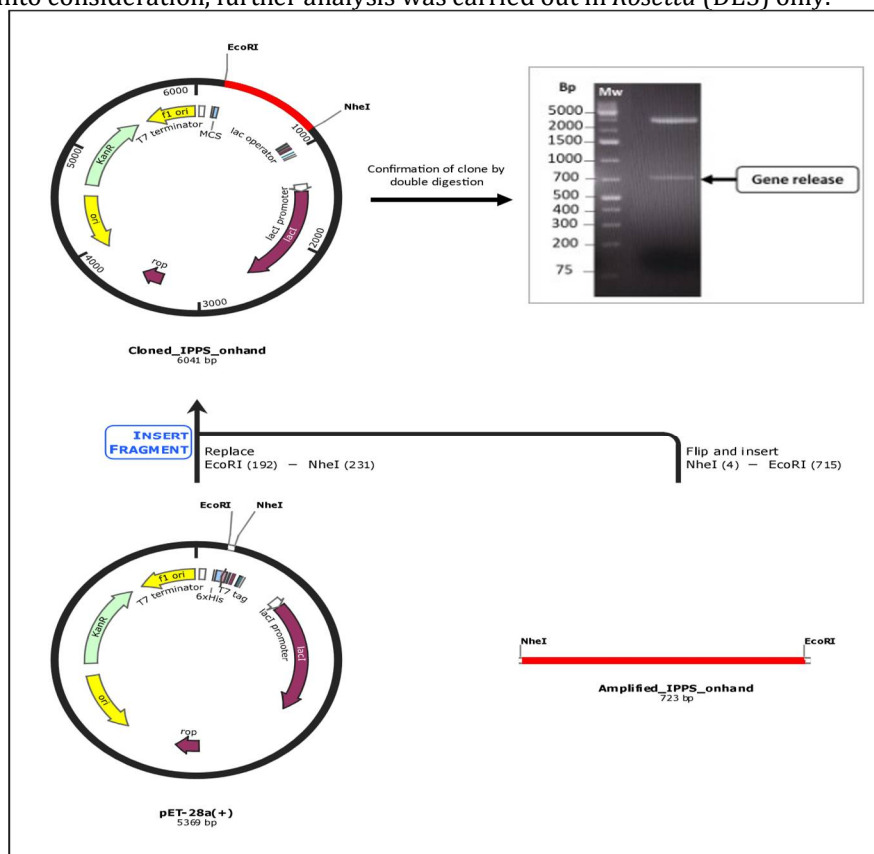 into consideration, further analysis was carried out in Rosetta (DE3) only.
EcoRI
6000
NheI
1000
f1 ori
T7 terminator
MCS
lac operator
KanR
5000
ori
lacI promoter
lacI
2000
4000
rop
3000
Cloned_IPPS_onhand
6041 bp
Confirmation of clone by
double digestion
Bp
Mw
5000
2000
1500
1000
700
500
400
300
200
75
Gene release
INSERT
FRAGMENT
Replace
EcoRI (192) – NheI (231)
Flip and insert
NheI (4) – EcoRI (715)
EcoRI
NheI
f1 ori
T7 terminator
6xHis
T7 tag
KanR
lacI promoter
lacI
ori
rop
pET-28a(+)
5369 bp
NheI
EcoRI
Amplified_IPPS_onhand
723 bp